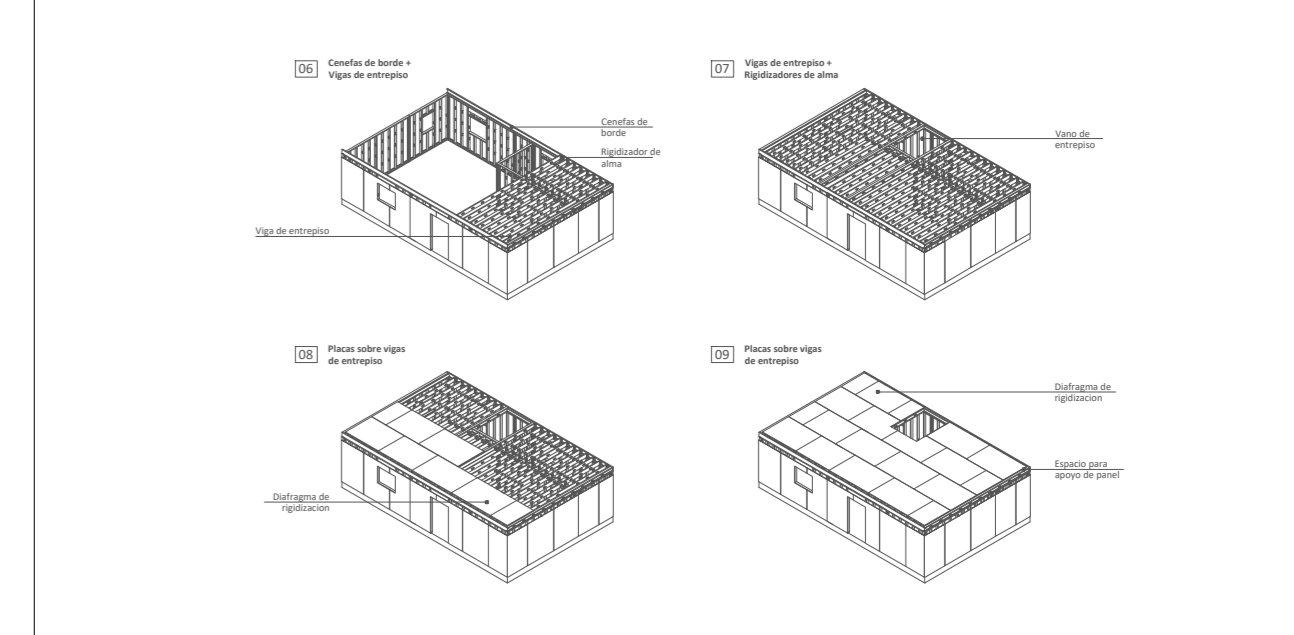 06
Cenefas de borde +
Vigas de entrepiso
Cenefas de
borde
Rigidizador de
alma
Viga de entrepiso
07
Vigas de entrepiso +
Rigidizadores de alma
Vano de
entrepiso
08
Placas sobre vigas
de entrepiso
Diafragma de
rigidizacion
09
Placas sobre vigas
de entrepiso
Diafragma de
rigidizacion
Espacio para
apoyo de panel